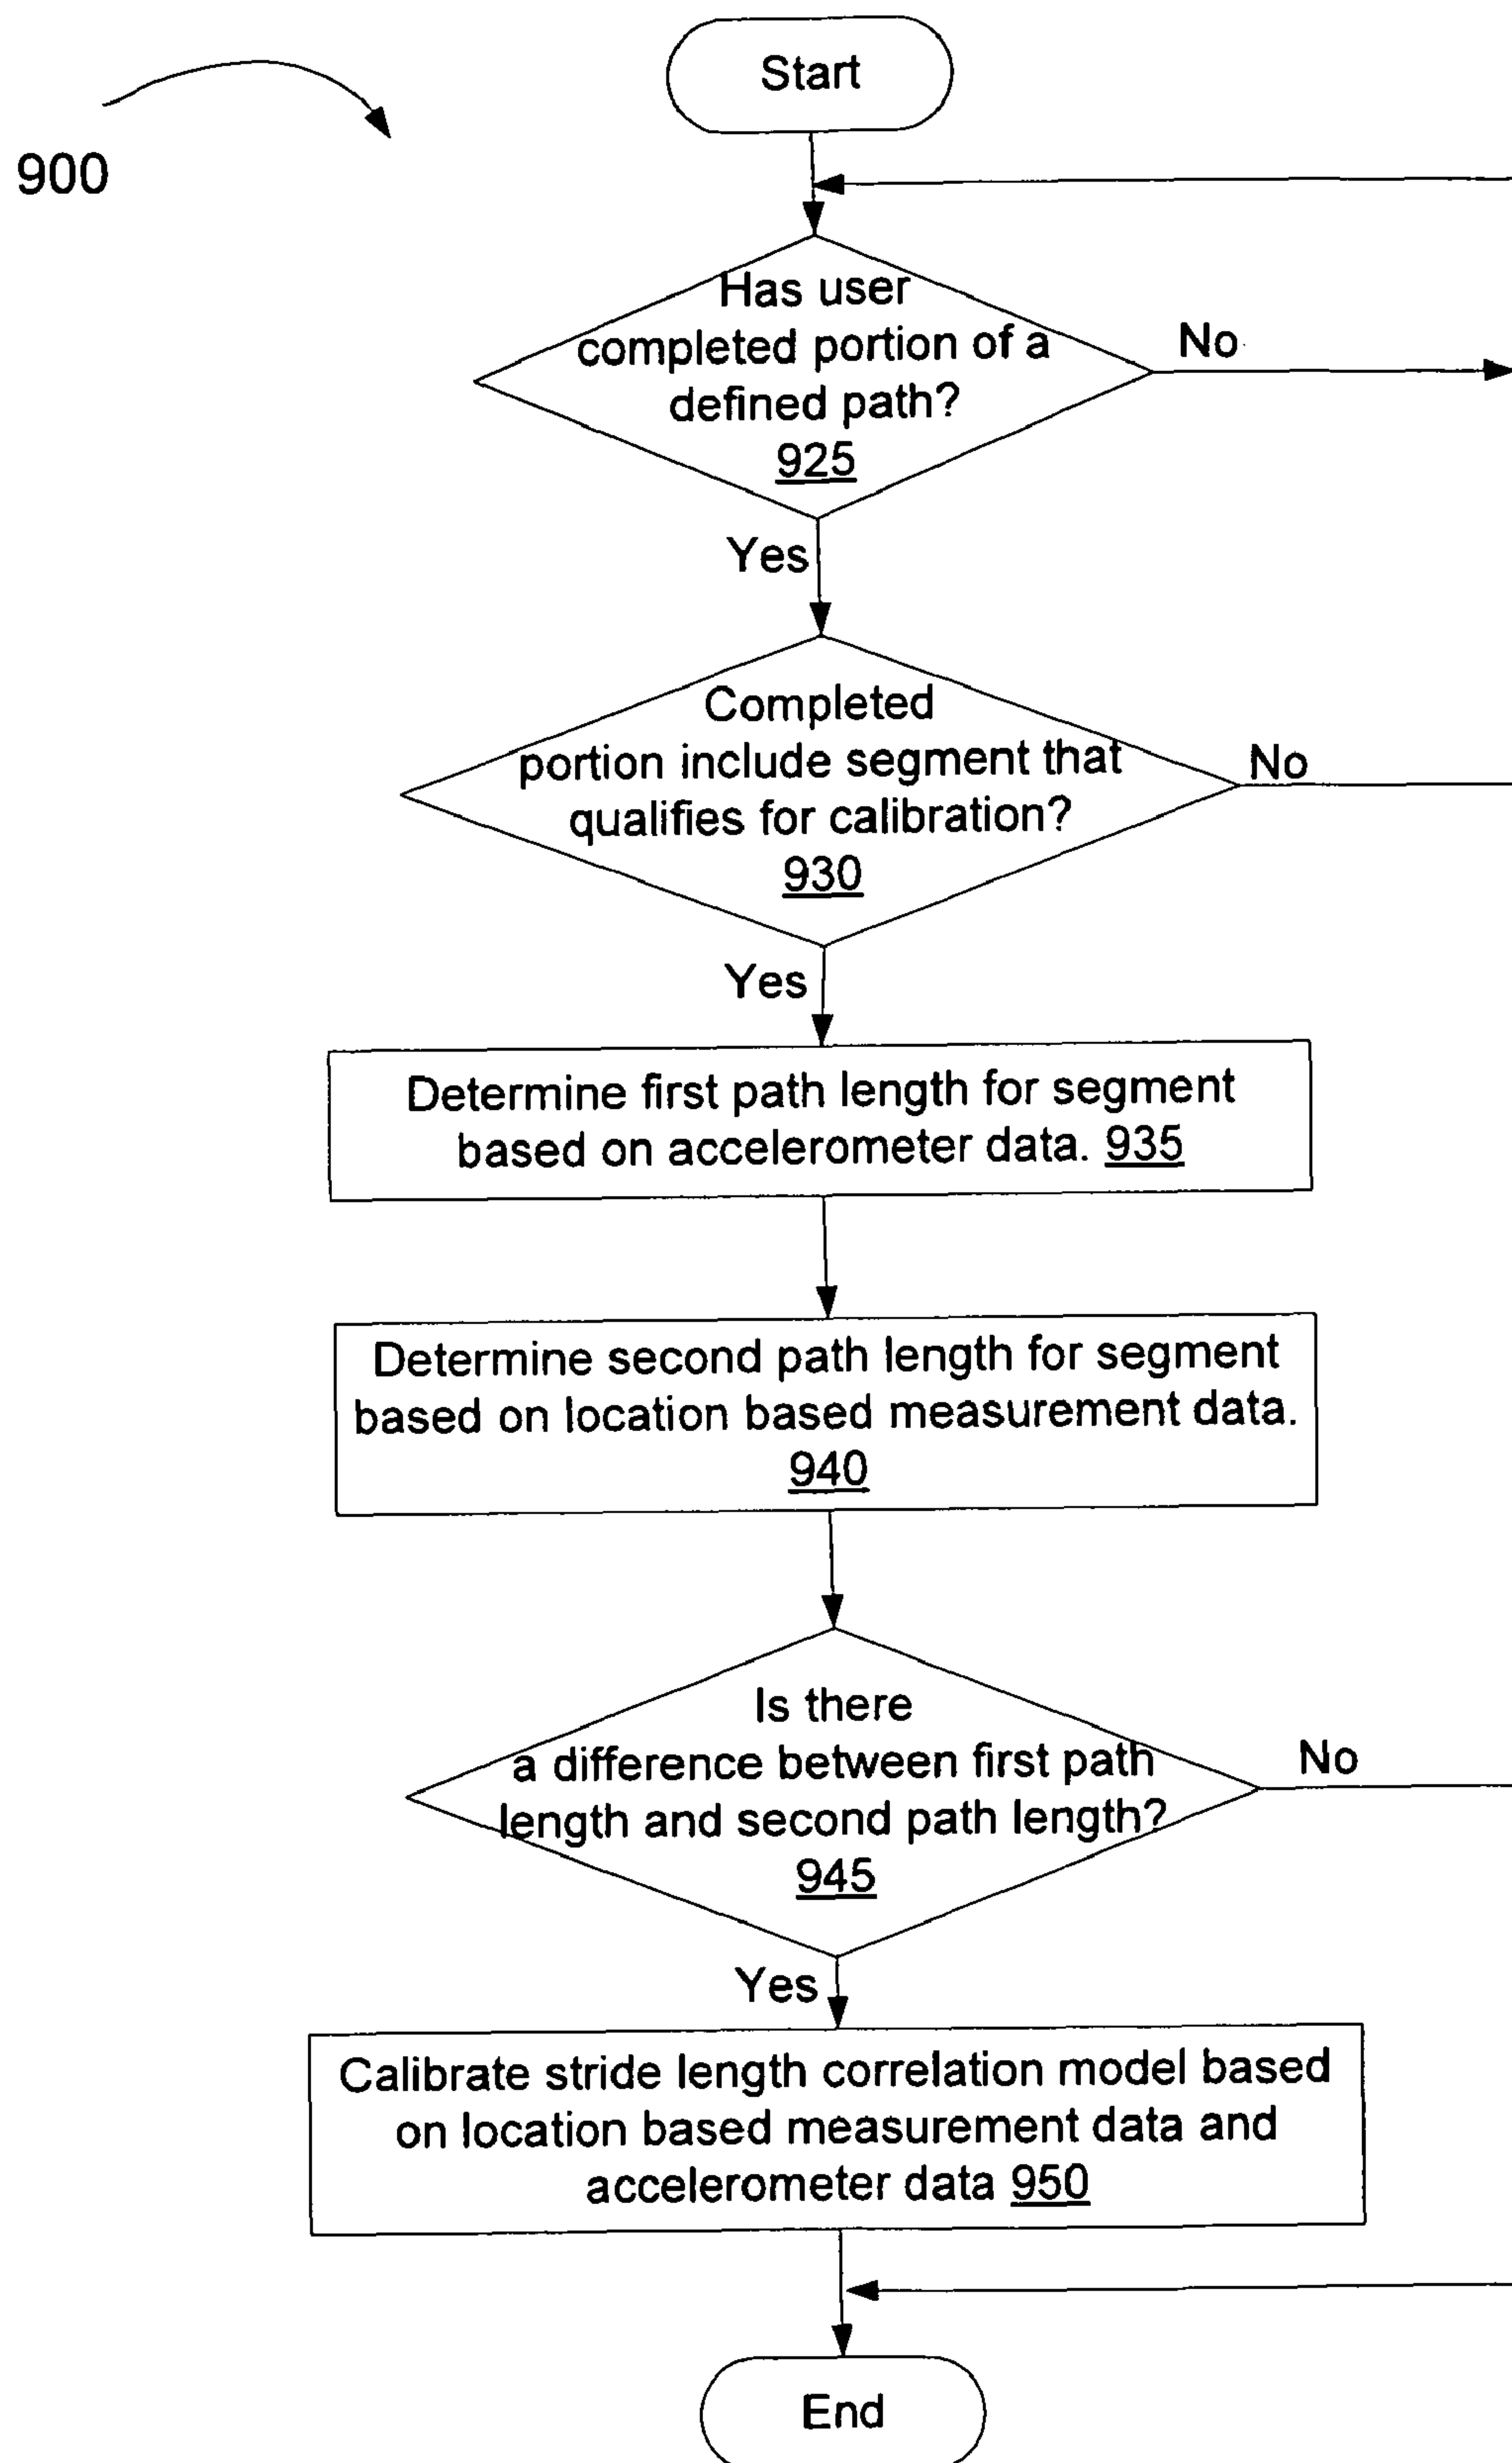 Start
900
Has user
completed portion of a
defined path?
925
No
Yes
Completed
portion include segment that
qualifies for calibration?
930
No
Yes
Determine first path length for segment
based on accelerometer data. 935
Determine second path length for segment
based on location based measurement data.
940
Is there
a difference between first path
length and second path length?
945
No
Yes
Calibrate stride length correlation model based
on location based measurement data and
accelerometer data 950
End